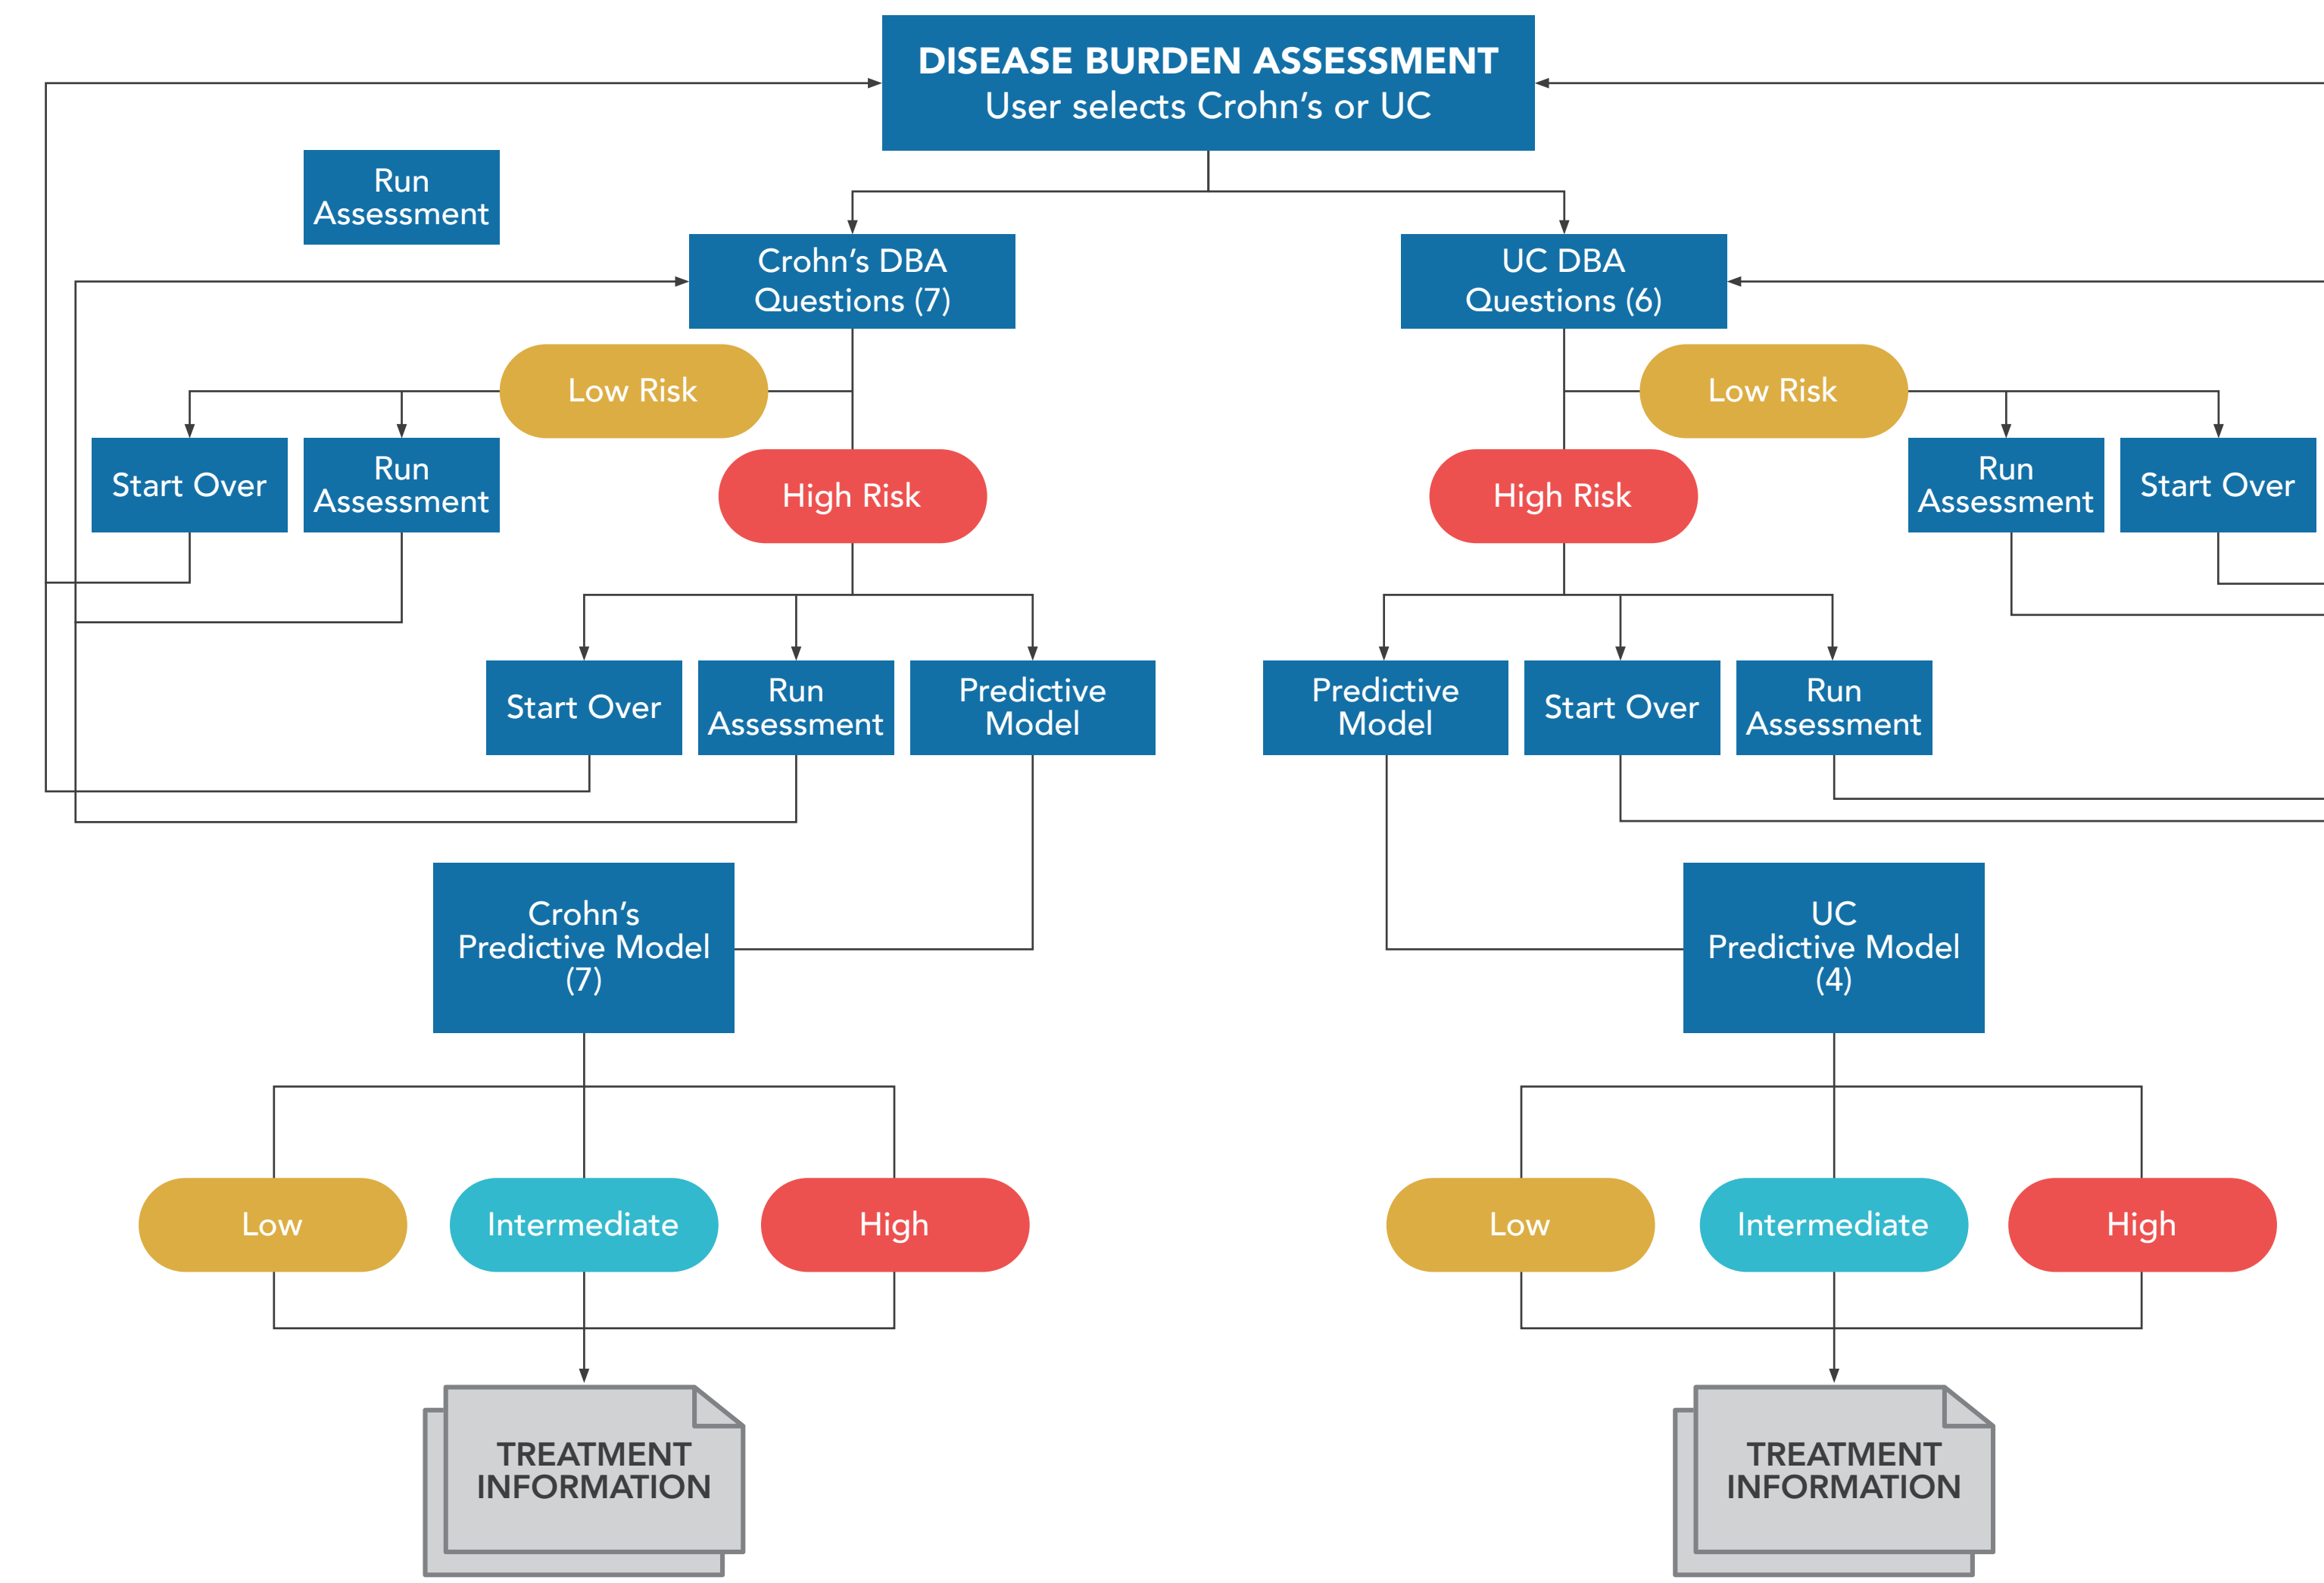 DISEASE BURDEN ASSESSMENT
User selects Crohn’s or UC
Run
Assessment
Crohn’s DBA
Questions (7)
UC DBA
Questions (6)
Low Risk
Low Risk
Start Over
Run
Assessment
High Risk
High Risk
Run
Assessment
Start Over
Start Over
Run
Assessment
Predictive
Model
Predictive
Model
Start Over
Run
Assessment
Crohn’s
Predictive Model
(7)
UC
Predictive Model
(4)
Low
Intermediate
High
Low
Intermediate
High
TREATMENT
INFORMATION
TREATMENT
INFORMATION